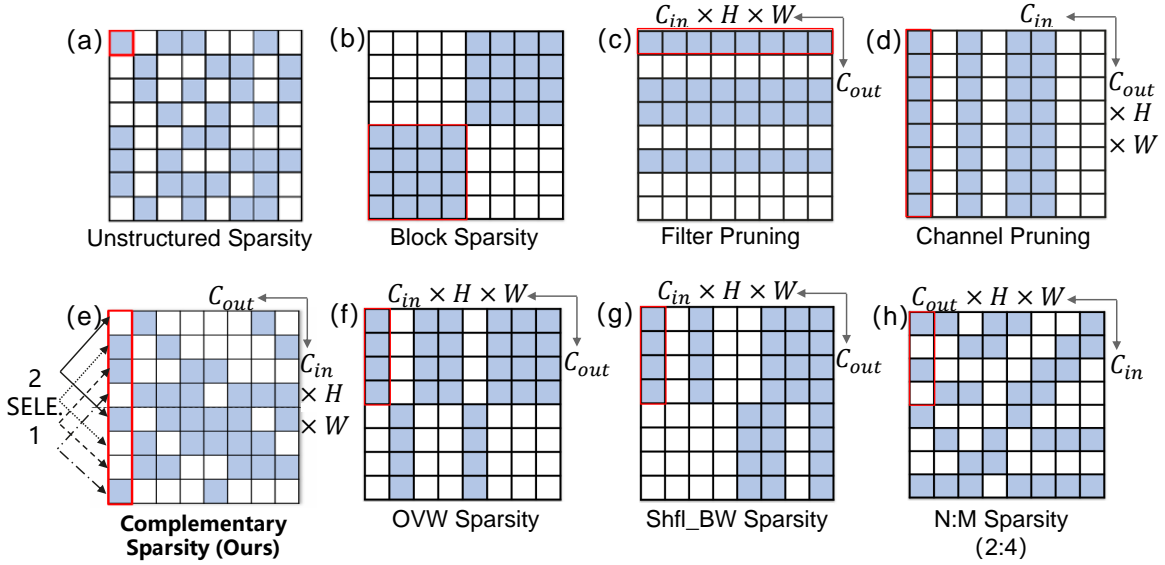 (a)
Unstructured Sparsity
(b)
Block Sparsity
(c)
C_in × H × W
C_out
Filter Pruning
(d)
C_in
C_out
× H
× W
Channel Pruning
(e)
C_out
C_in
× H
× W
2
SELE.
1
Complementary
Sparsity (Ours)
(f)
C_in × H × W
C_out
OVW Sparsity
(g)
C_in × H × W
C_out
Shfl_BW Sparsity
(h)
C_out × H × W
C_in
N:M Sparsity
(2:4)